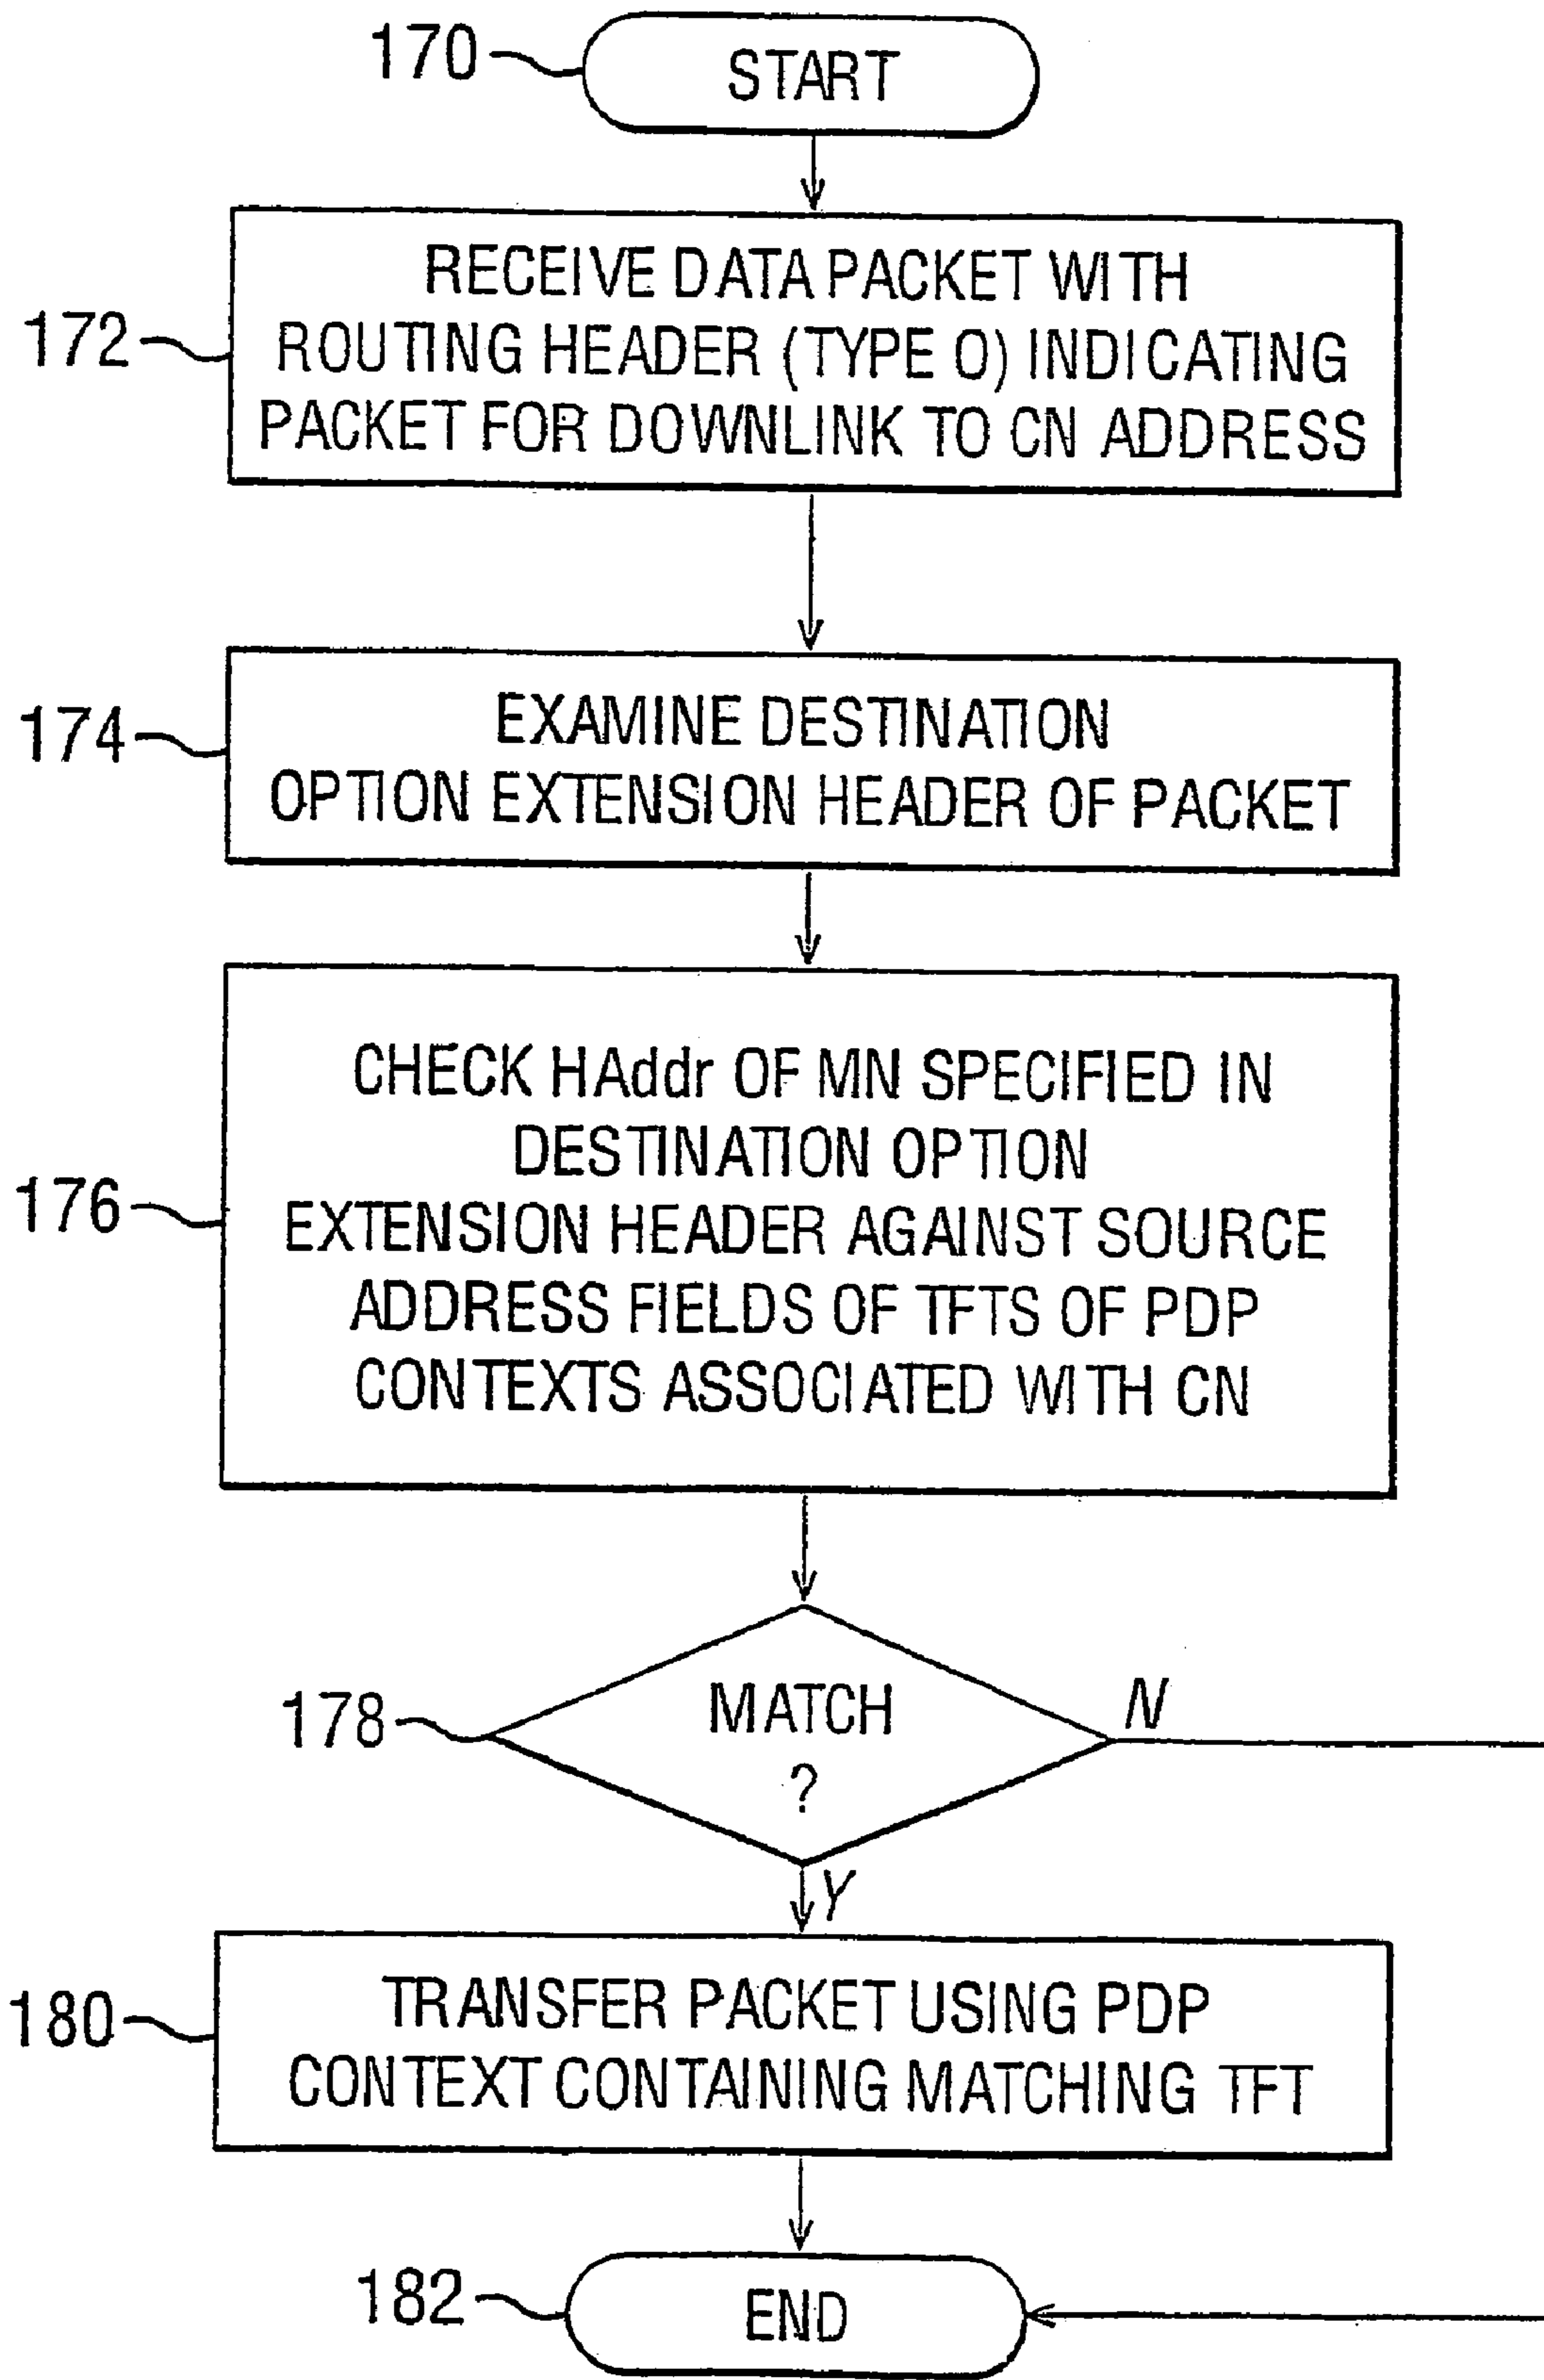 170
START
172
RECEIVE DATA PACKET WITH
ROUTING HEADER (TYPE 0) INDICATING
PACKET FOR DOWNLINK TO CN ADDRESS
174
EXAMINE DESTINATION
OPTION EXTENSION HEADER OF PACKET
176
CHECK HAddr OF MN SPECIFIED IN
DESTINATION OPTION
EXTENSION HEADER AGAINST SOURCE
ADDRESS FIELDS OF TFTS OF PDP
CONTEXTS ASSOCIATED WITH CN
178
MATCH
?
N
Y
180
TRANSFER PACKET USING PDP
CONTEXT CONTAINING MATCHING TFT
182
END